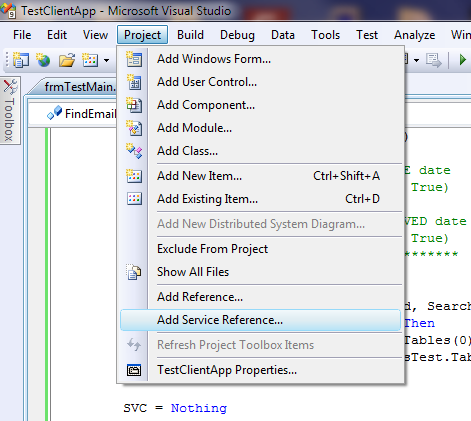 TestClientApp - Microsoft Visual Studio
File Edit View Project Build Debug Data Tools Test Analyze
Toolbox
frmTestMain.
FindEmail
Add Windows Form...
Add User Control...
Add Component...
Add Module...
Add Class...
Add New Item... Ctrl+Shift+A
Add Existing Item... Ctrl+D
Add New Distributed System Diagram...
Exclude From Project
Show All Files
Add Reference...
Add Service Reference...
Refresh Project Toolbox Items
TestClientApp Properties...
)
E date
True)
VED date
True)
*******
d, Search
Then
Tables(0)
sTest.Tab
SVC = Nothing